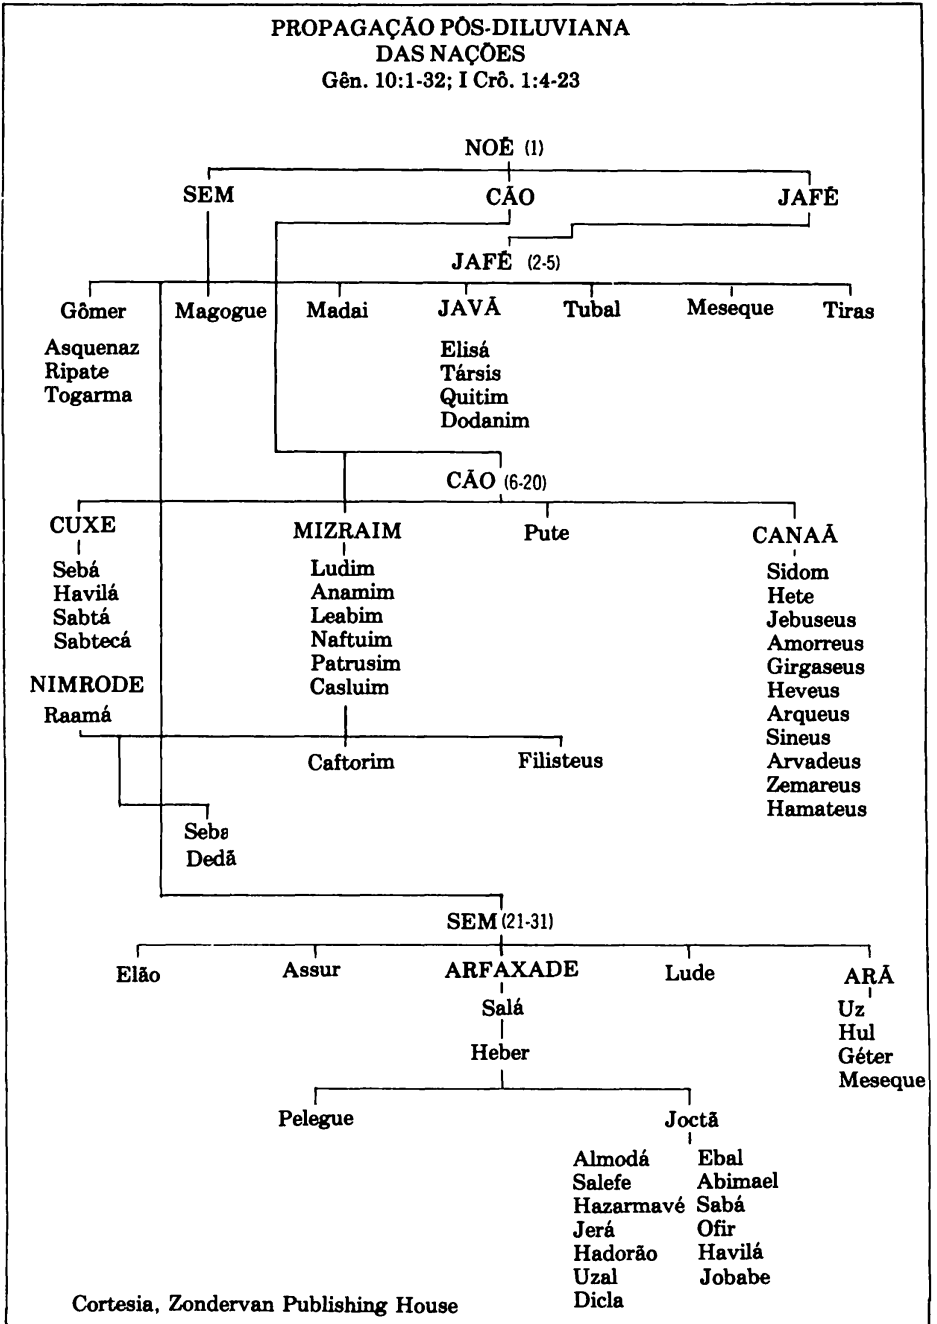 PROPAGAÇÃO PÓS-DILUVIANA
DAS NAÇÕES
Gên. 10:1-32; I Crô. 1:4-23
NOÉ (1)
SEM CÃO JAFÉ
JAFÉ (2-5)
Gômer Magogue Madai JAVÃ Tubal Meseque Tiras
Asquenaz
Ripate
Togarma
Elisá
Társis
Quitim
Dodanim
CÃO (6-20)
CUXE MIZRAIM Pute CANAÃ
Sebá
Havilá
Sabtá
Sabtecá
NIMRODE
Raamá
Ludim
Anamim
Leabim
Naftuim
Patrusim
Casluim
Caftorim Filisteus
Sidom
Hete
Jebuseus
Amorreus
Girgaseus
Heveus
Arqueus
Sineus
Arvadeus
Zemareus
Hamateus
Seba
Dedã
SEM (21-31)
Elão Assur ARFAXADE Lude ARÃ
Salá
Heber
Uz
Hul
Géter
Meseque
Pelegue Joctã
Almodá Ebal
Salefe Abimael
Hazarmavé Sabá
Jerá Ofir
Hadorão Havilá
Uzal Jobabe
Dicla
Cortesia, Zondervan Publishing House